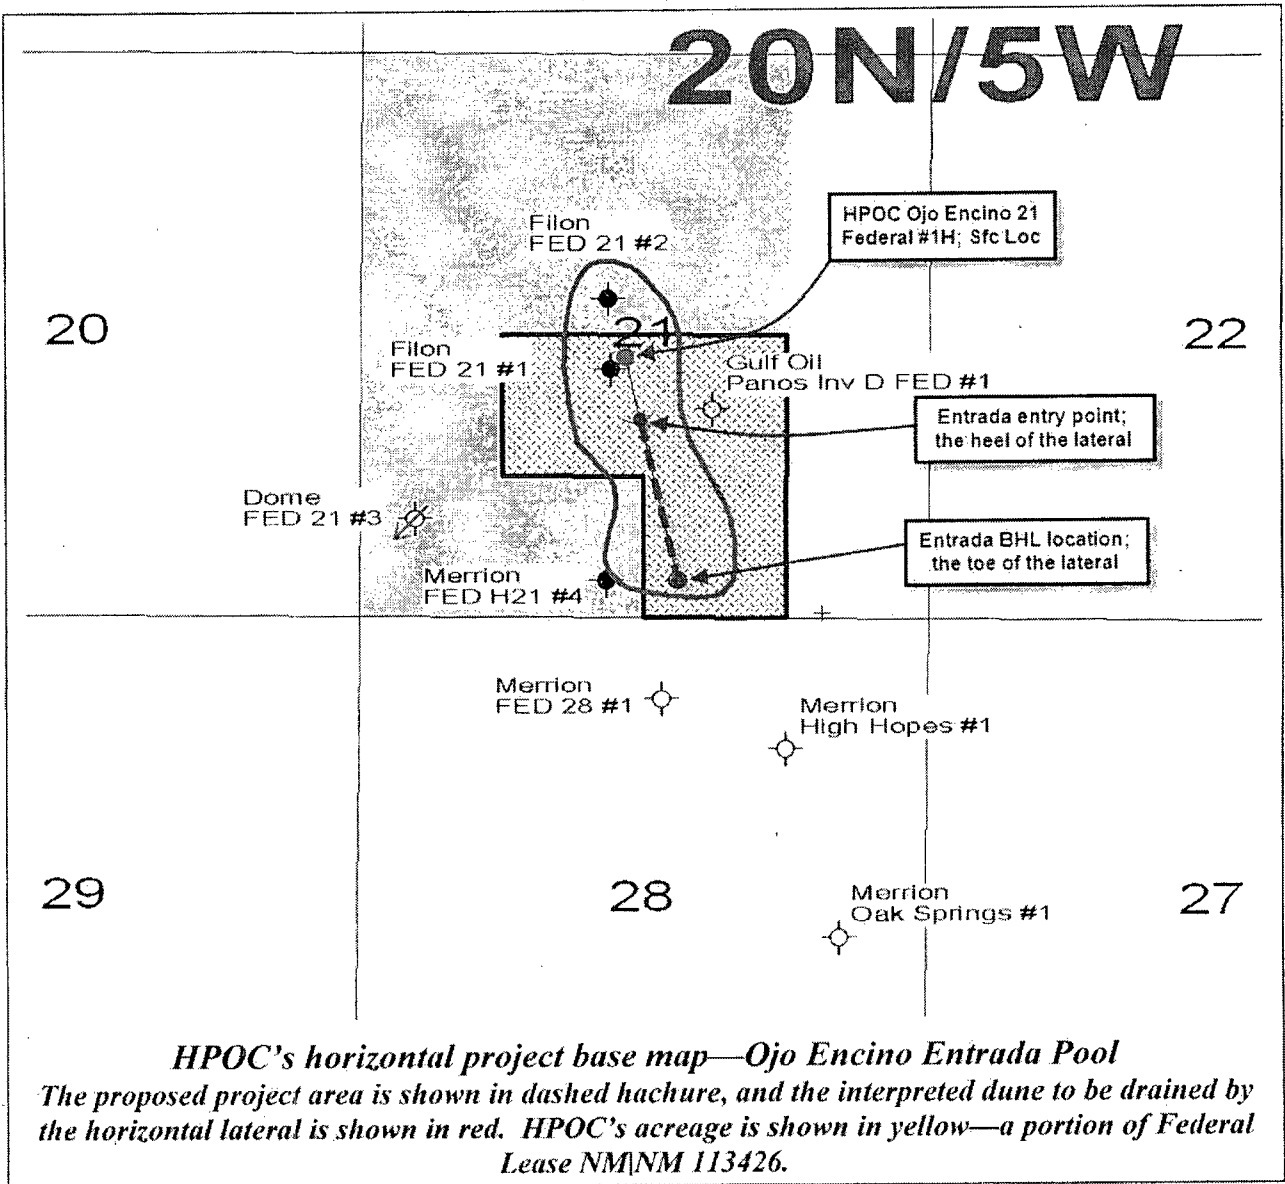 20N/5W
HPOC Ojo Encino 21
Federal #1H; Sfc Loc
Filon
FED 21 #2
20
21
22
Filon
FED 21 #1
Gulf Oil
Panos Inv D FED #1
Entrada entry point;
the heel of the lateral
Dome
FED 21 #3
Entrada BHL location;
the toe of the lateral
Merrion
FED H21 #4
Merrion
FED 28 #1
Merrion
High Hopes #1
29
28
Merrion
Oak Springs #1
27
HPOC's horizontal project base map—Ojo Encino Entrada Pool
The proposed project area is shown in dashed hachure, and the interpreted dune to be drained by
the horizontal lateral is shown in red. HPOC's acreage is shown in yellow—a portion of Federal
Lease NM|NM 113426.